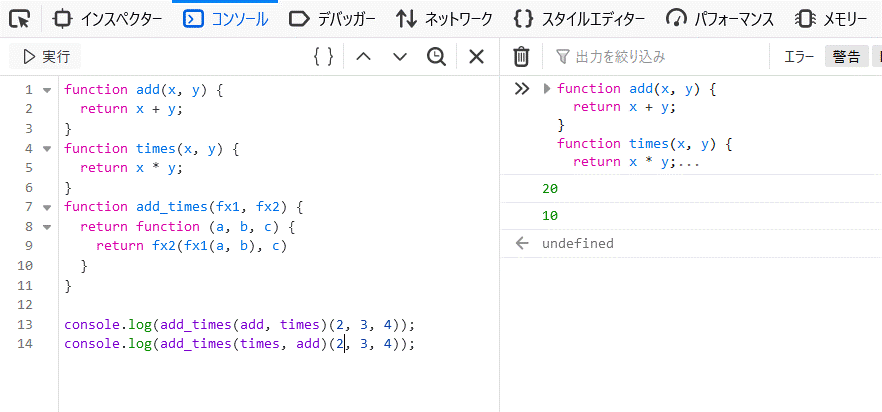 インスペクター コンソール デバッガー ネットワーク スタイルエディター パフォーマンス メモリー
実行 { } 出力を絞り込み エラー 警告
1 function add(x, y) {
2   return x + y;
3 }
4 function times(x, y) {
5   return x * y;
6 }
7 function add_times(fx1, fx2) {
8   return function (a, b, c) {
9     return fx2(fx1(a, b), c)
10   }
11 }
12
13 console.log(add_times(add, times)(2, 3, 4));
14 console.log(add_times(times, add)(2, 3, 4));
function add(x, y) {
  return x + y;
}
function times(x, y) {
  return x * y;...
20
10
undefined